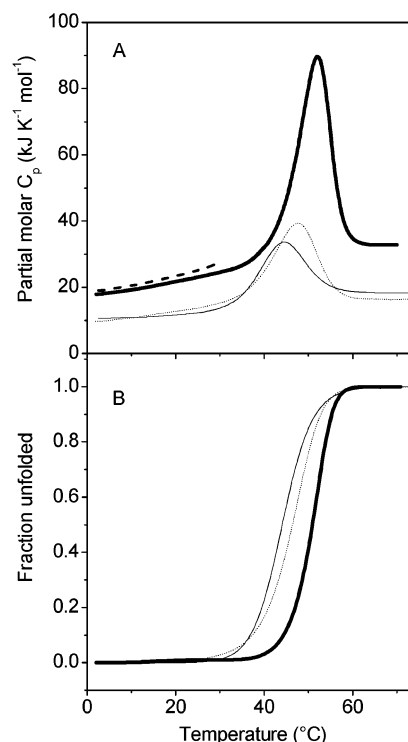 A
Partial molar Cp (kJ K-1 mol-1)
100
80
60
40
20
0
B
Fraction unfolded
1.0
0.8
0.6
0.4
0.2
0.0
0 20 40 60
Temperature (°C)